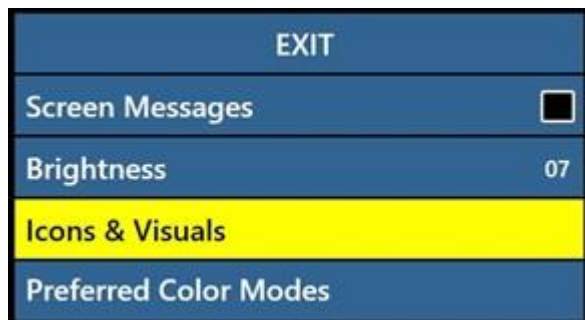 EXIT
Screen Messages
Brightness 07
Icons & Visuals
Preferred Color Modes